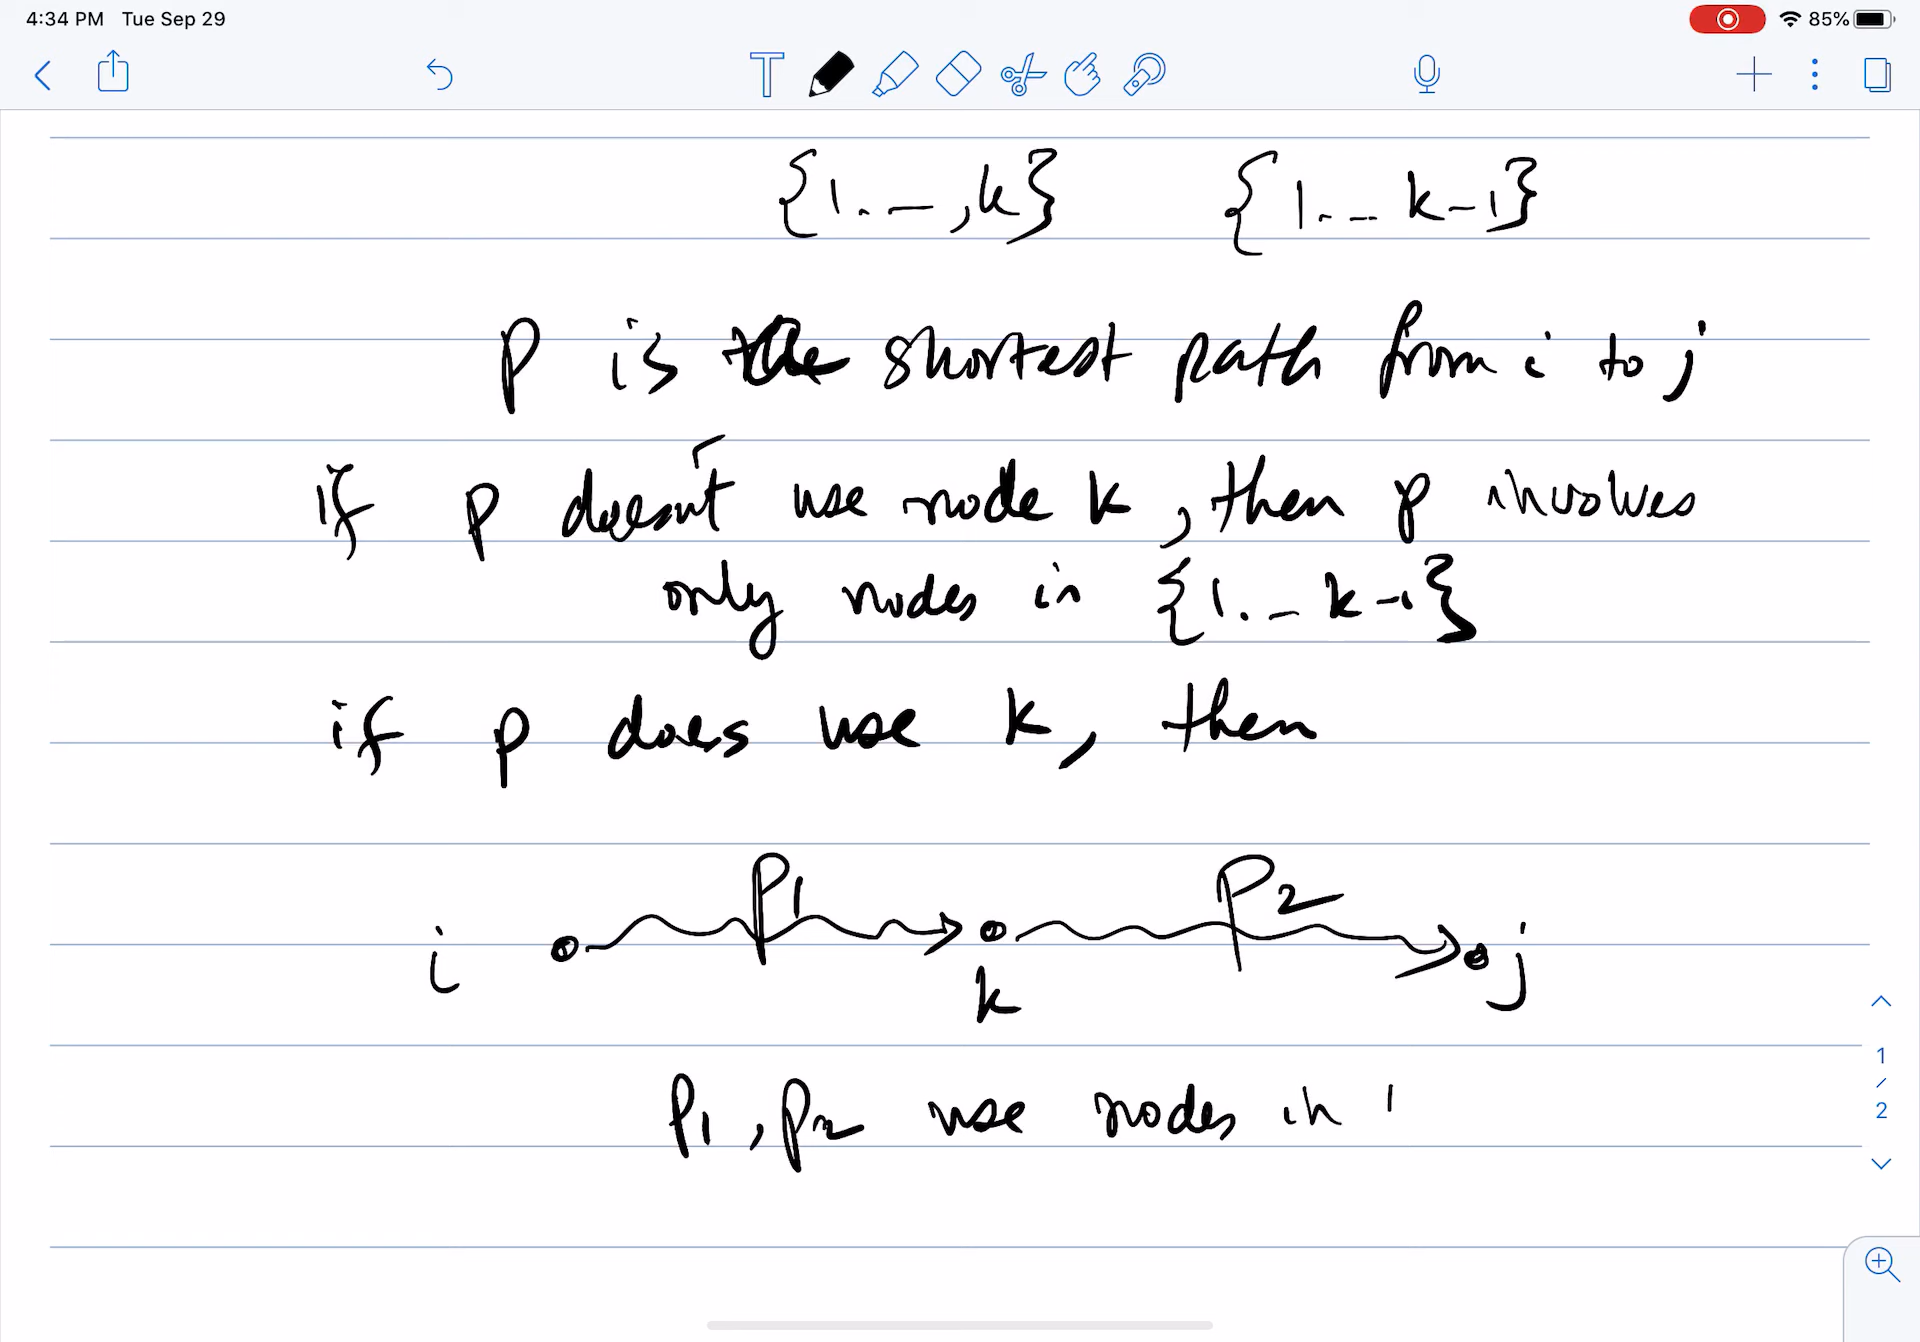 4:34 PM Tue Sep 29
85%
{1..–,k} {1.-- k-1}
p is the shortest path from i to j
if p doesn't use node k, then p involves
only nodes in {1.-- k-1}
if p does use k, then
P1 P2
i k j
P1, P2 use nodes in
1
/
2